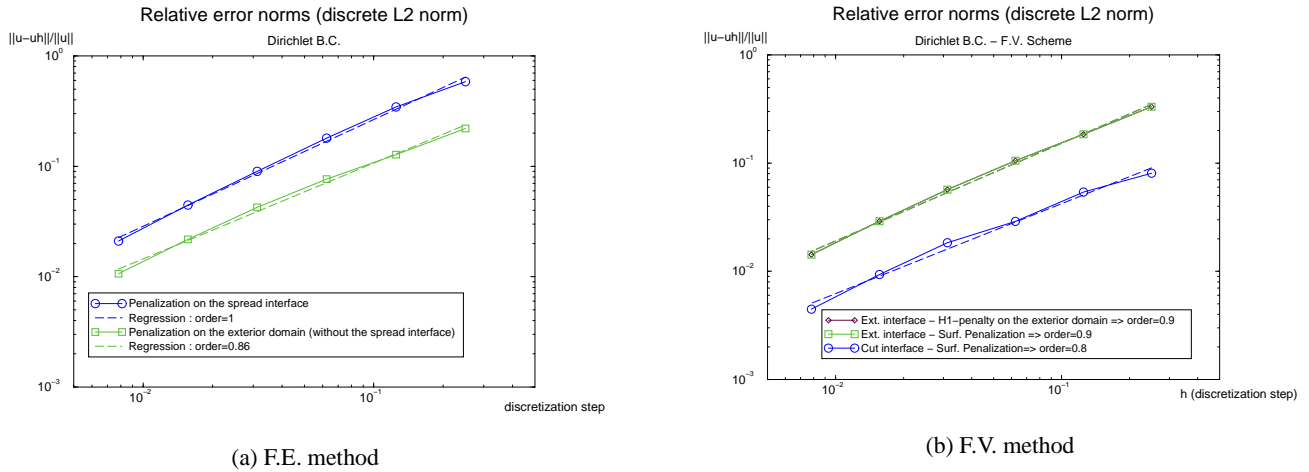 Relative error norms (discrete L2 norm)
||u−uh||/||u||
Dirichlet B.C.
10^0
10^−1
10^−2
10^−3
Penalization on the spread interface
Regression : order=1
Penalization on the exterior domain (without the spread interface)
Regression : order=0.86
10^−2
10^−1
discretization step
(a) F.E. method
Relative error norms (discrete L2 norm)
||u−uh||/||u||
Dirichlet B.C. − F.V. Scheme
10^0
10^−1
10^−2
10^−3
Ext. interface − H1−penalty on the exterior domain => order=0.9
Ext. interface − Surf. Penalization => order=0.9
Cut interface − Surf. Penalization=> order=0.8
10^−2
10^−1
h (discretization step)
(b) F.V. method